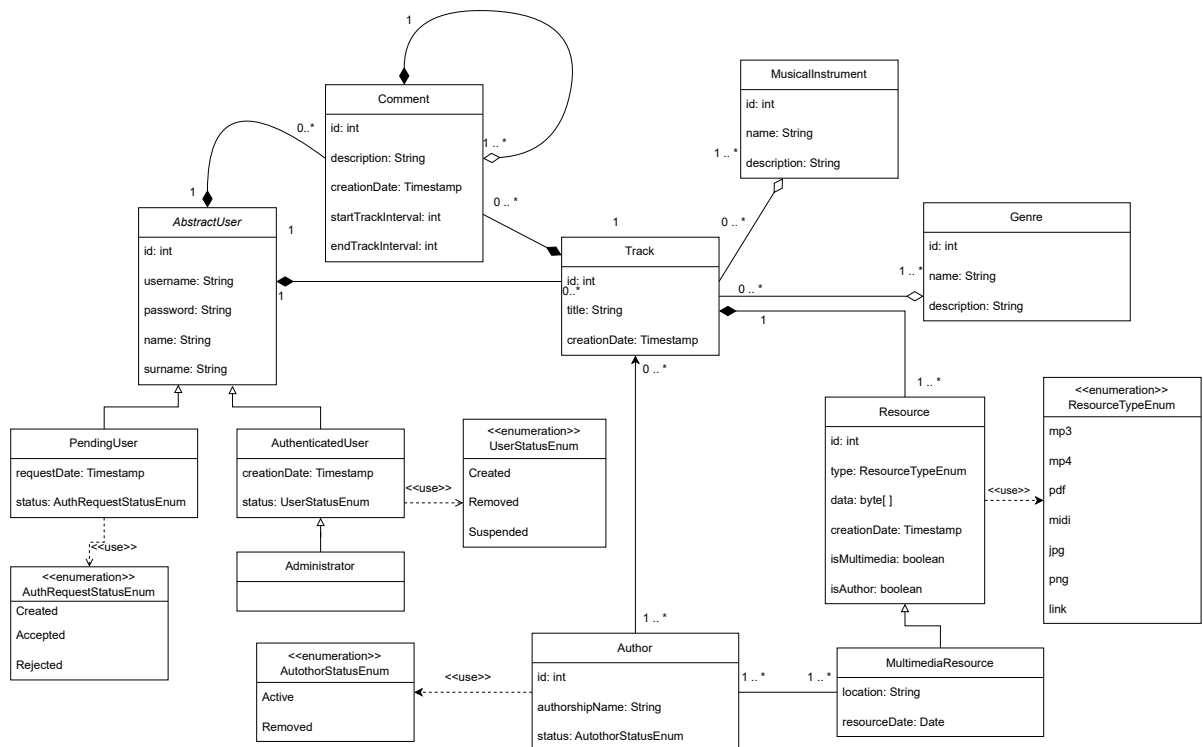 1
Comment
id: int
description: String
creationDate: Timestamp
startTrackInterval: int
endTrackInterval: int
0..*
1 .. *
1
0 .. *
1
MusicalInstrument
id: int
name: String
description: String
1.. *
0.. *
AbstractUser
id: int
username: String
password: String
name: String
surname: String
1
1
0..*
Track
id: int
title: String
creationDate: Timestamp
0 .. *
1.. *
1
0 .. *
Genre
id: int
name: String
description: String
1 .. *
PendingUser
requestDate: Timestamp
status: AuthRequestStatusEnum
<<use>>
<<enumeration>>
AuthRequestStatusEnum
Created
Accepted
Rejected
AuthenticatedUser
creationDate: Timestamp
status: UserStatusEnum
<<use>>
Administrator
<<enumeration>>
UserStatusEnum
Created
Removed
Suspended
Resource
id: int
type: ResourceTypeEnum
data: byte[ ]
creationDate: Timestamp
isMultimedia: boolean
isAuthor: boolean
<<use>>
<<enumeration>>
ResourceTypeEnum
mp3
mp4
pdf
midi
jpg
png
link
<<enumeration>>
AutothorStatusEnum
Active
Removed
<<use>>
1 .. *
Author
id: int
authorshipName: String
status: AutothorStatusEnum
1 .. *
1 .. *
MultimediaResource
location: String
resourceDate: Date